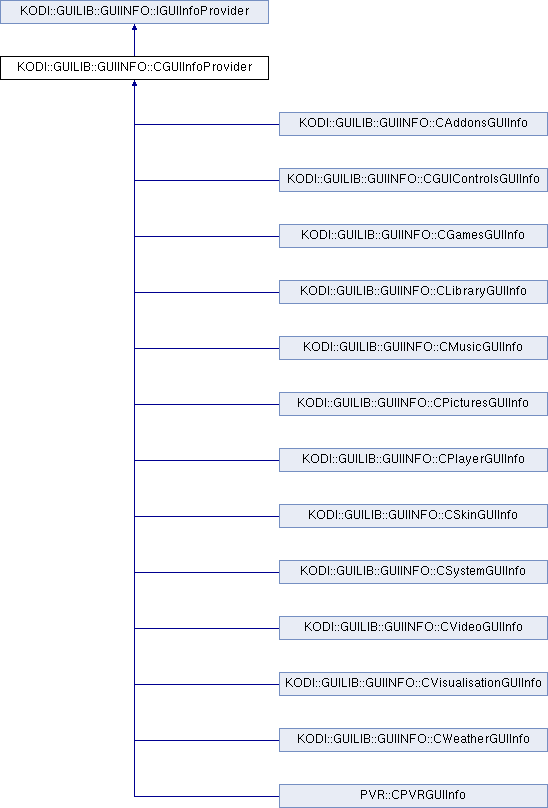 KODI::GUILIB::GUIINFO::IGUIInfoProvider
KODI::GUILIB::GUIINFO::CGUIInfoProvider
KODI::GUILIB::GUIINFO::CAddonsGUIInfo
KODI::GUILIB::GUIINFO::CGUIControlsGUIInfo
KODI::GUILIB::GUIINFO::CGamesGUIInfo
KODI::GUILIB::GUIINFO::CLibraryGUIInfo
KODI::GUILIB::GUIINFO::CMusicGUIInfo
KODI::GUILIB::GUIINFO::CPicturesGUIInfo
KODI::GUILIB::GUIINFO::CPlayerGUIInfo
KODI::GUILIB::GUIINFO::CSkinGUIInfo
KODI::GUILIB::GUIINFO::CSystemGUIInfo
KODI::GUILIB::GUIINFO::CVideoGUIInfo
KODI::GUILIB::GUIINFO::CVisualisationGUIInfo
KODI::GUILIB::GUIINFO::CWeatherGUIInfo
PVR::CPVRGUIInfo